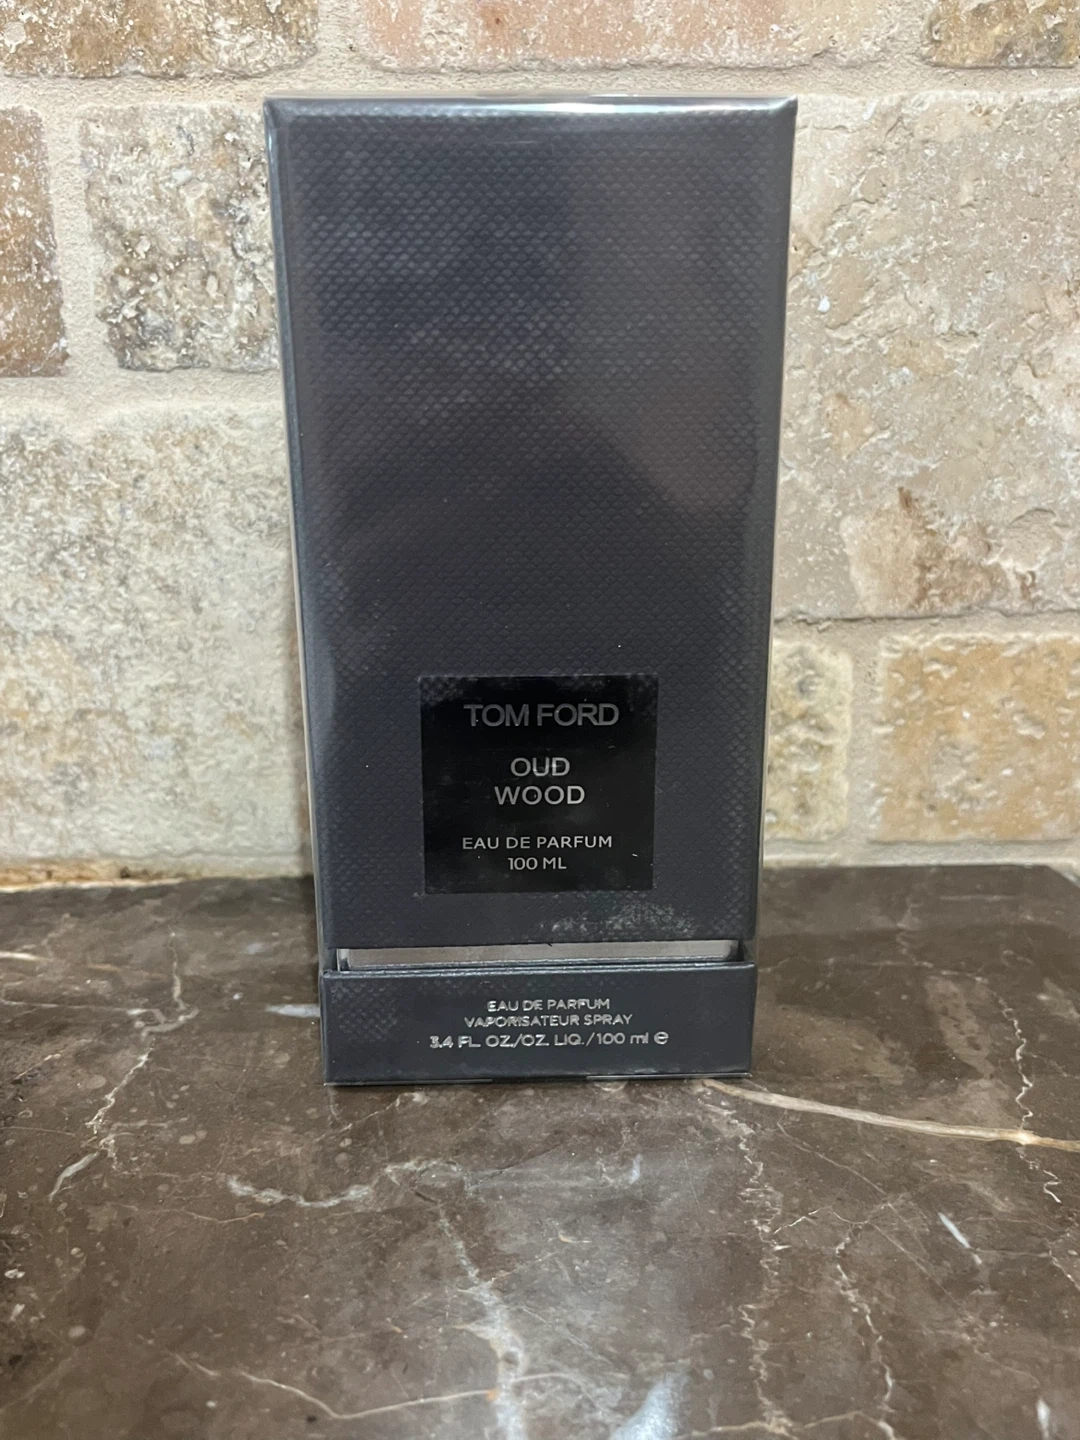 TOM FORD
OUD
WOOD
EAU DE PARFUM
100 ML
EAU DE PARFUM
VAPORISATEUR SPRAY
3.4 FL. OZ./OZ. LIQ. / 100 ml ℮